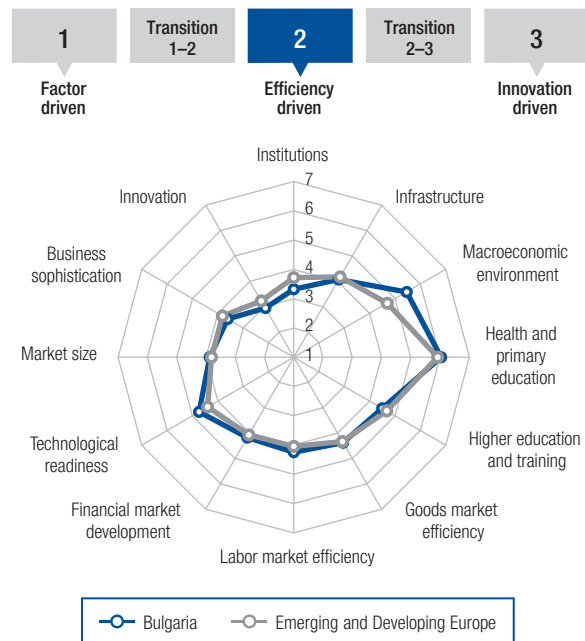 1
Transition
1–2
2
Transition
2–3
3
Factor
driven
Efficiency
driven
Innovation
driven
Institutions
Infrastructure
Macroeconomic
environment
Health and
primary
education
Higher education
and training
Goods market
efficiency
Labor market efficiency
Financial market
development
Technological
readiness
Market size
Business
sophistication
Innovation
7
6
5
4
3
2
1
Bulgaria
Emerging and Developing Europe